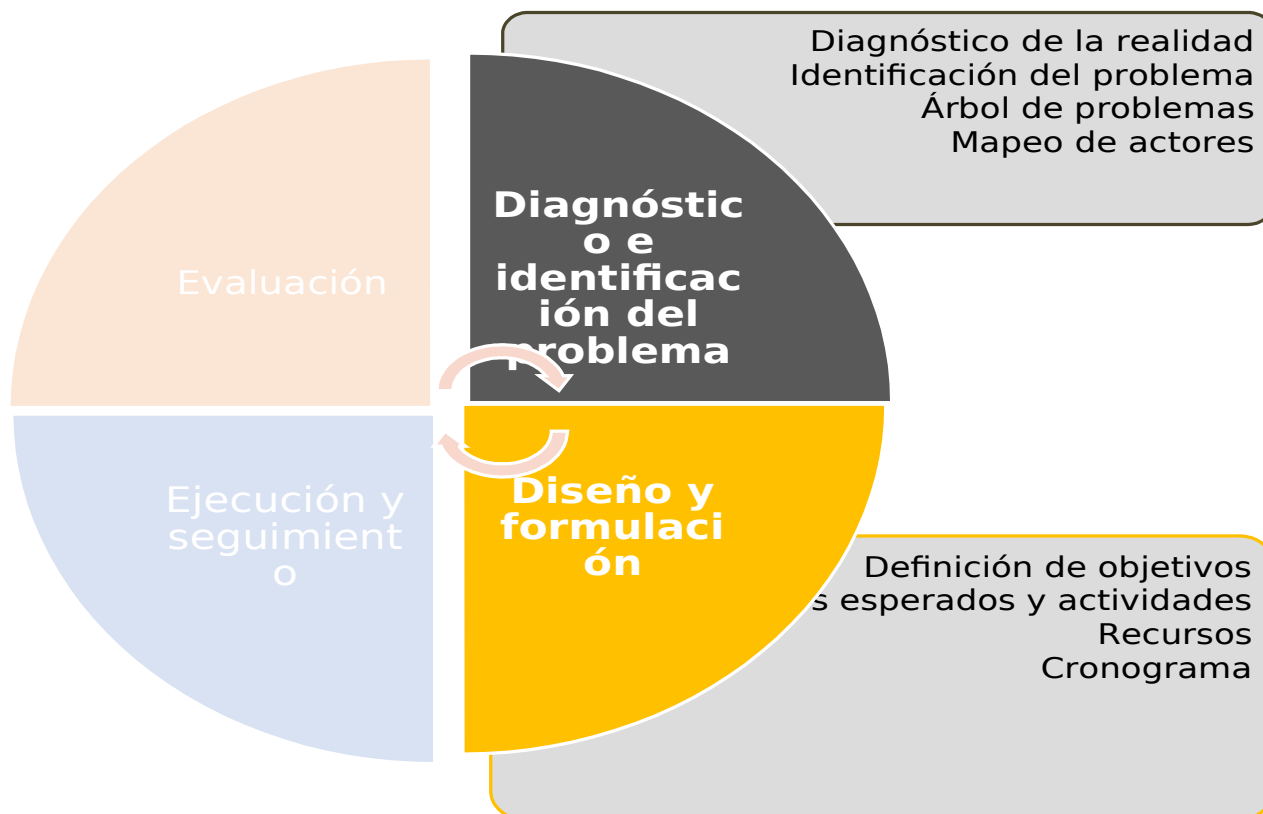 Diagnóstico de la realidad
Identificación del problema
Árbol de problemas
Mapeo de actores
Diagnóstic
o e
identificac
ión del
problema
Evaluación
Ejecución y
seguimient
o
Diseño y
formulaci
ón
Definición de objetivos
esperados y actividades
Recursos
Cronograma